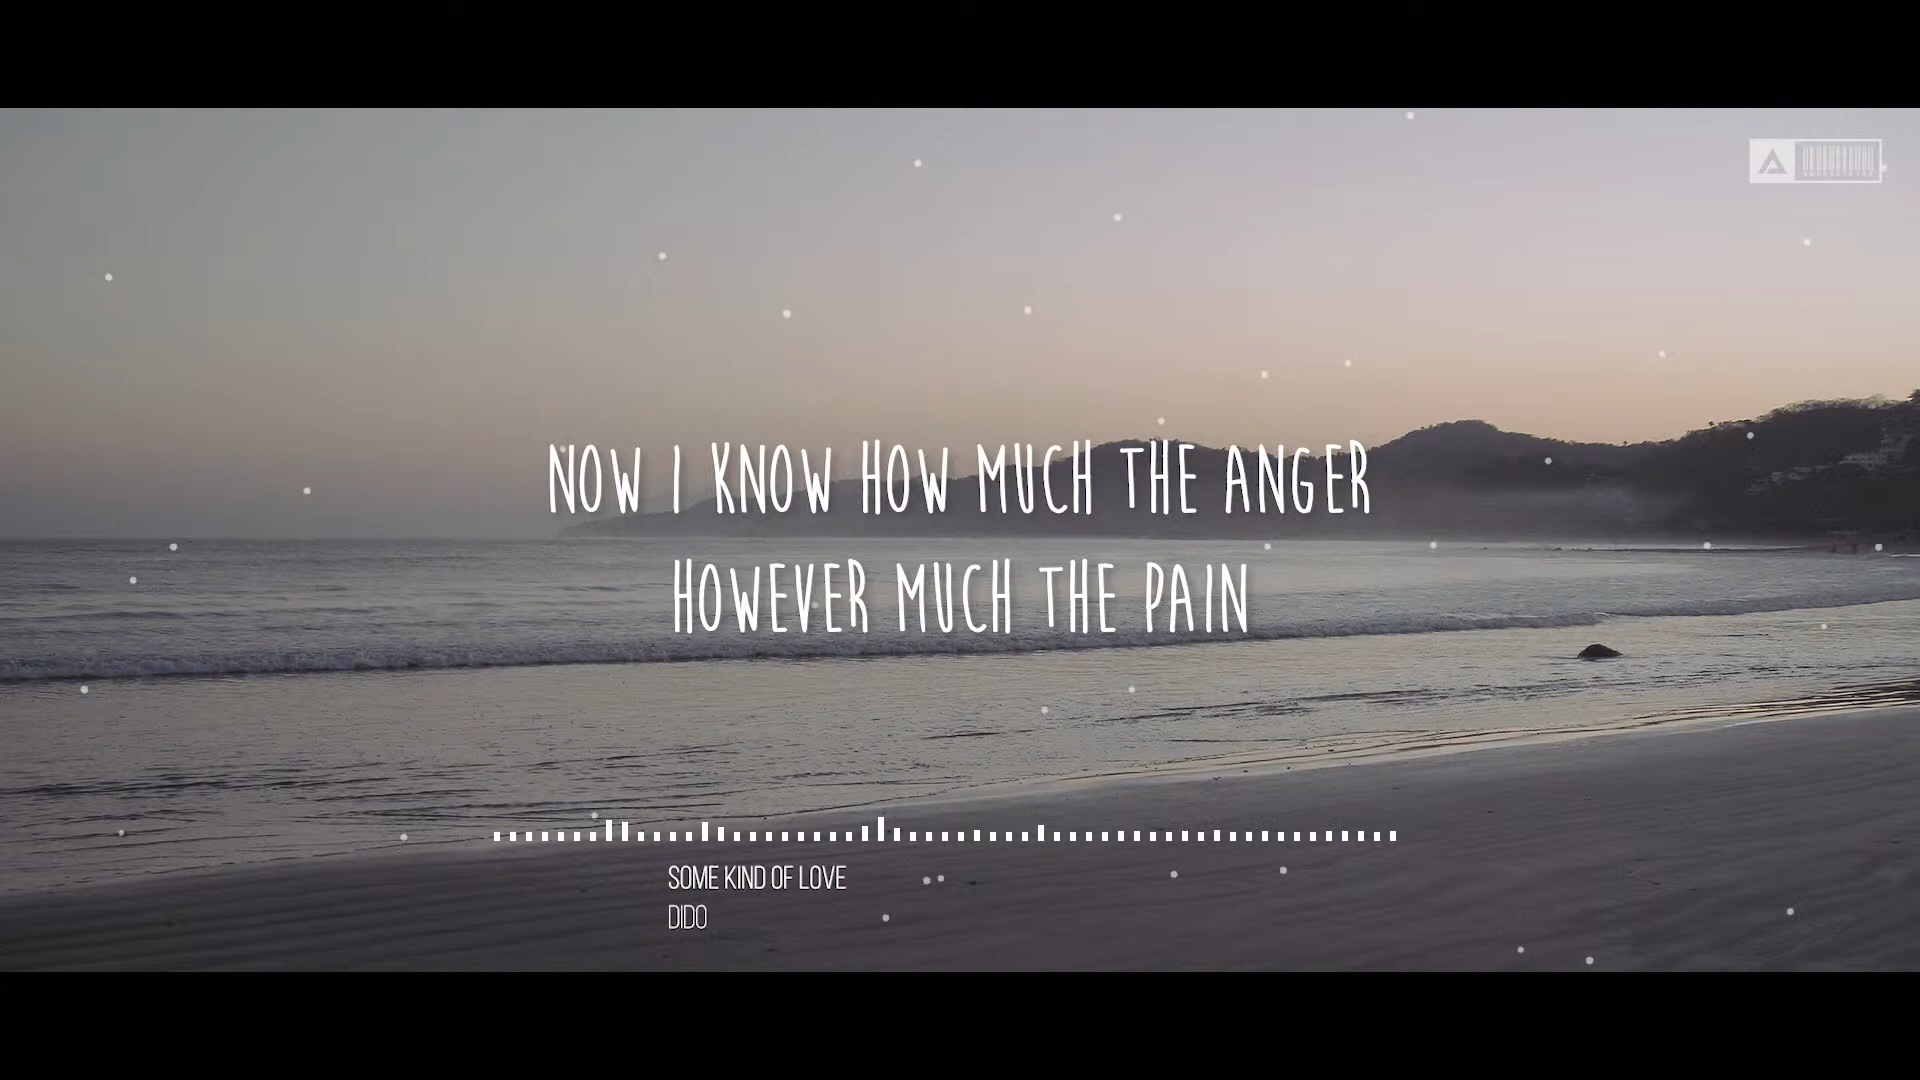 NOW I KNOW HOW MUCH THE ANGER
HOWEVER MUCH THE PAIN
SOME KIND OF LOVE
DIDO